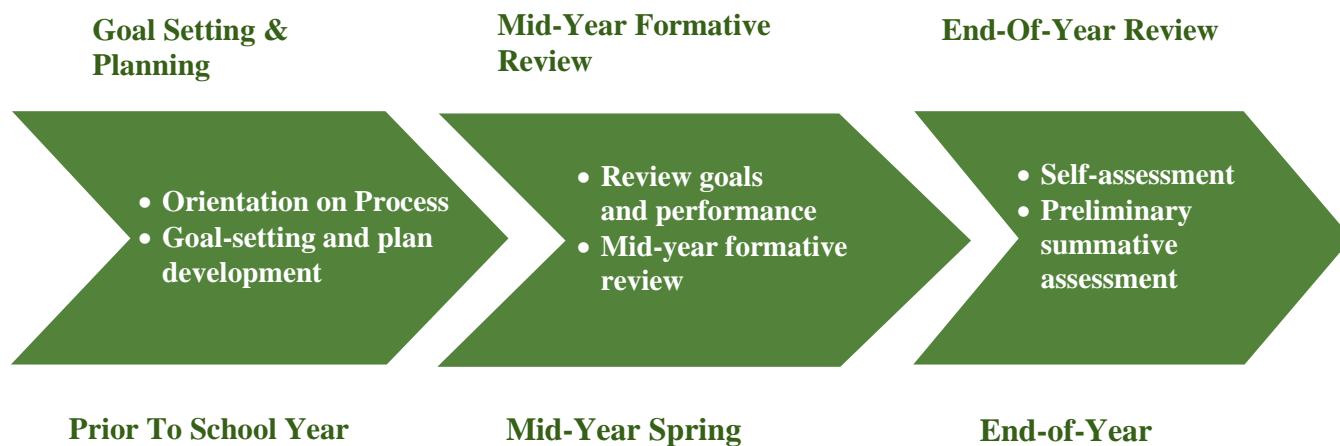 Goal Setting &
Planning
Mid-Year Formative
Review
End-Of-Year Review
• Orientation on Process
• Goal-setting and plan
development
• Review goals
and performance
• Mid-year formative
review
• Self-assessment
• Preliminary
summative
assessment
Prior To School Year
Mid-Year Spring
End-of-Year